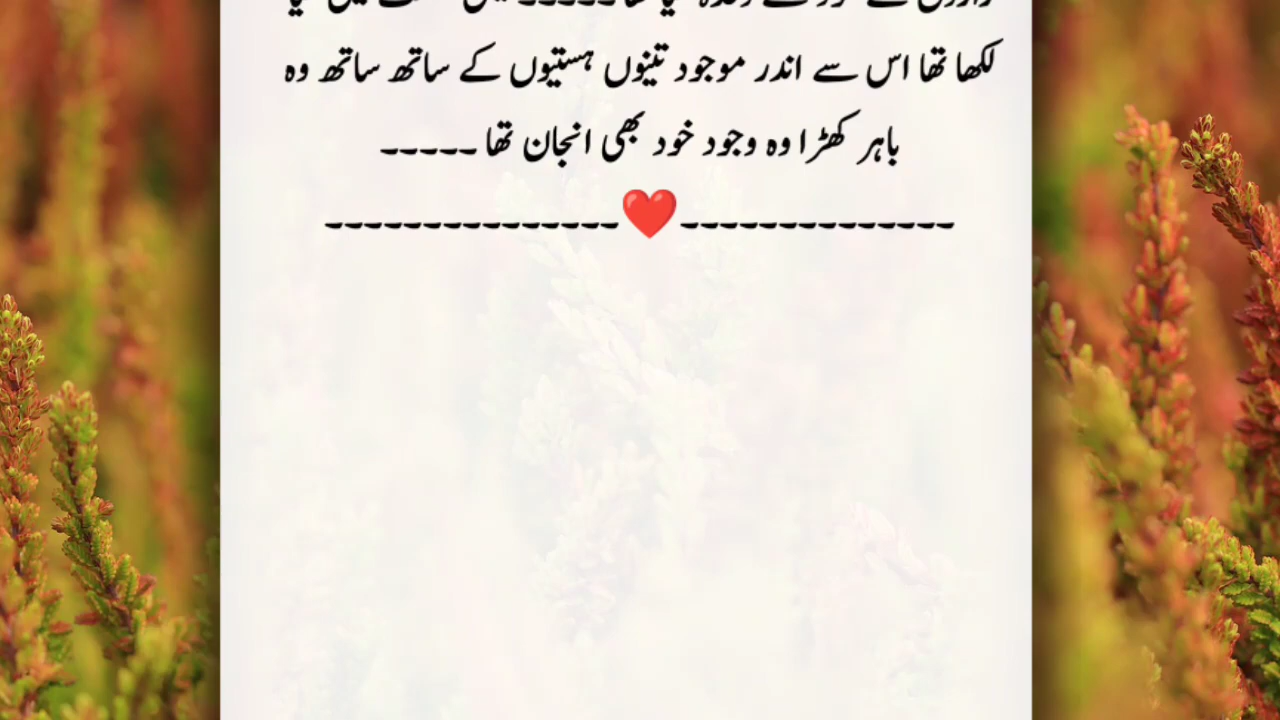 لکھا تھا اس سے اندر موجود تینوں ہستیوں کے ساتھ ساتھ وہ
باہر کھڑا وہ وجود خود بھی انجان تھا ۔۔۔۔۔
۔۔۔۔۔۔۔۔۔۔۔۔۔۔❤️۔۔۔۔۔۔۔۔۔۔۔۔۔۔۔